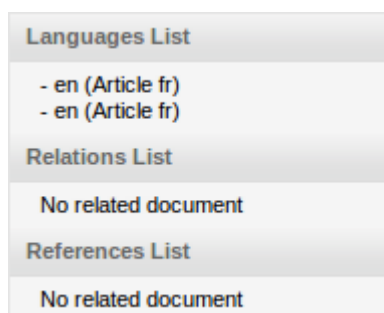 Languages List
- en (Article fr)
- en (Article fr)
Relations List
No related document
References List
No related document